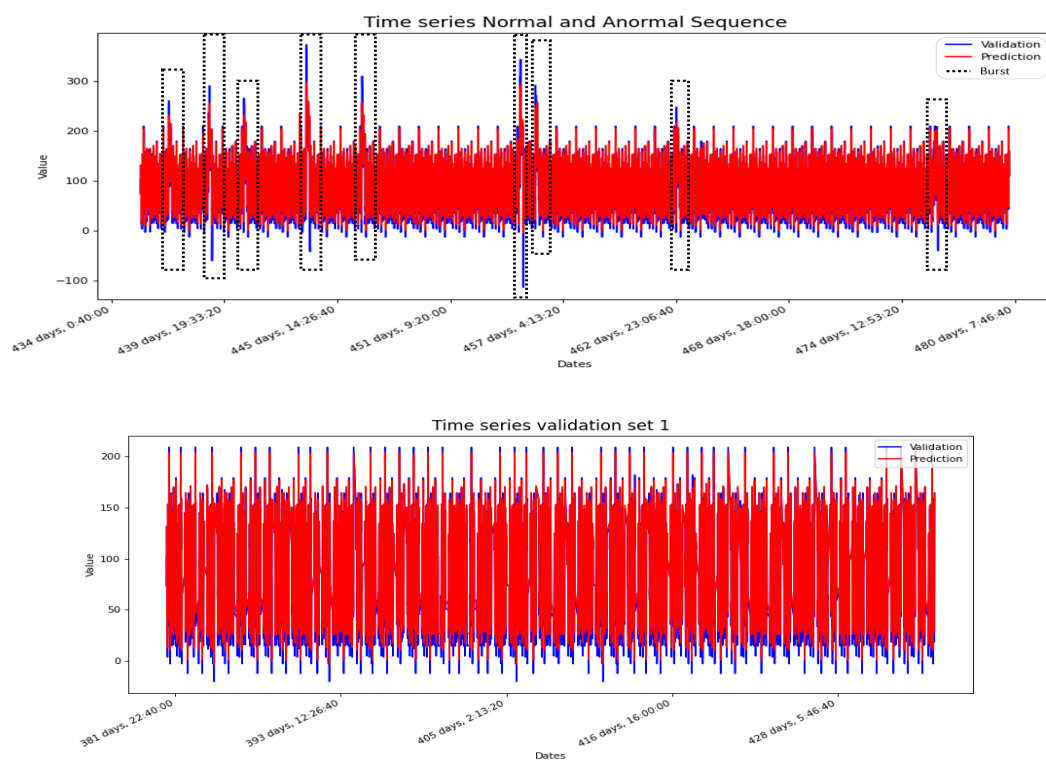 Time series Normal and Anormal Sequence
Validation
Prediction
Burst
Value
300
200
100
0
−100
434 days, 0:40:00
439 days, 19:33:20
445 days, 14:26:40
451 days, 9:20:00
457 days, 4:13:20
462 days, 23:06:40
468 days, 18:00:00
474 days, 12:53:20
480 days, 7:46:40
Dates
Time series validation set 1
Validation
Prediction
Value
200
150
100
50
0
381 days, 22:40:00
393 days, 12:26:40
405 days, 2:13:20
416 days, 16:00:00
428 days, 5:46:40
Dates